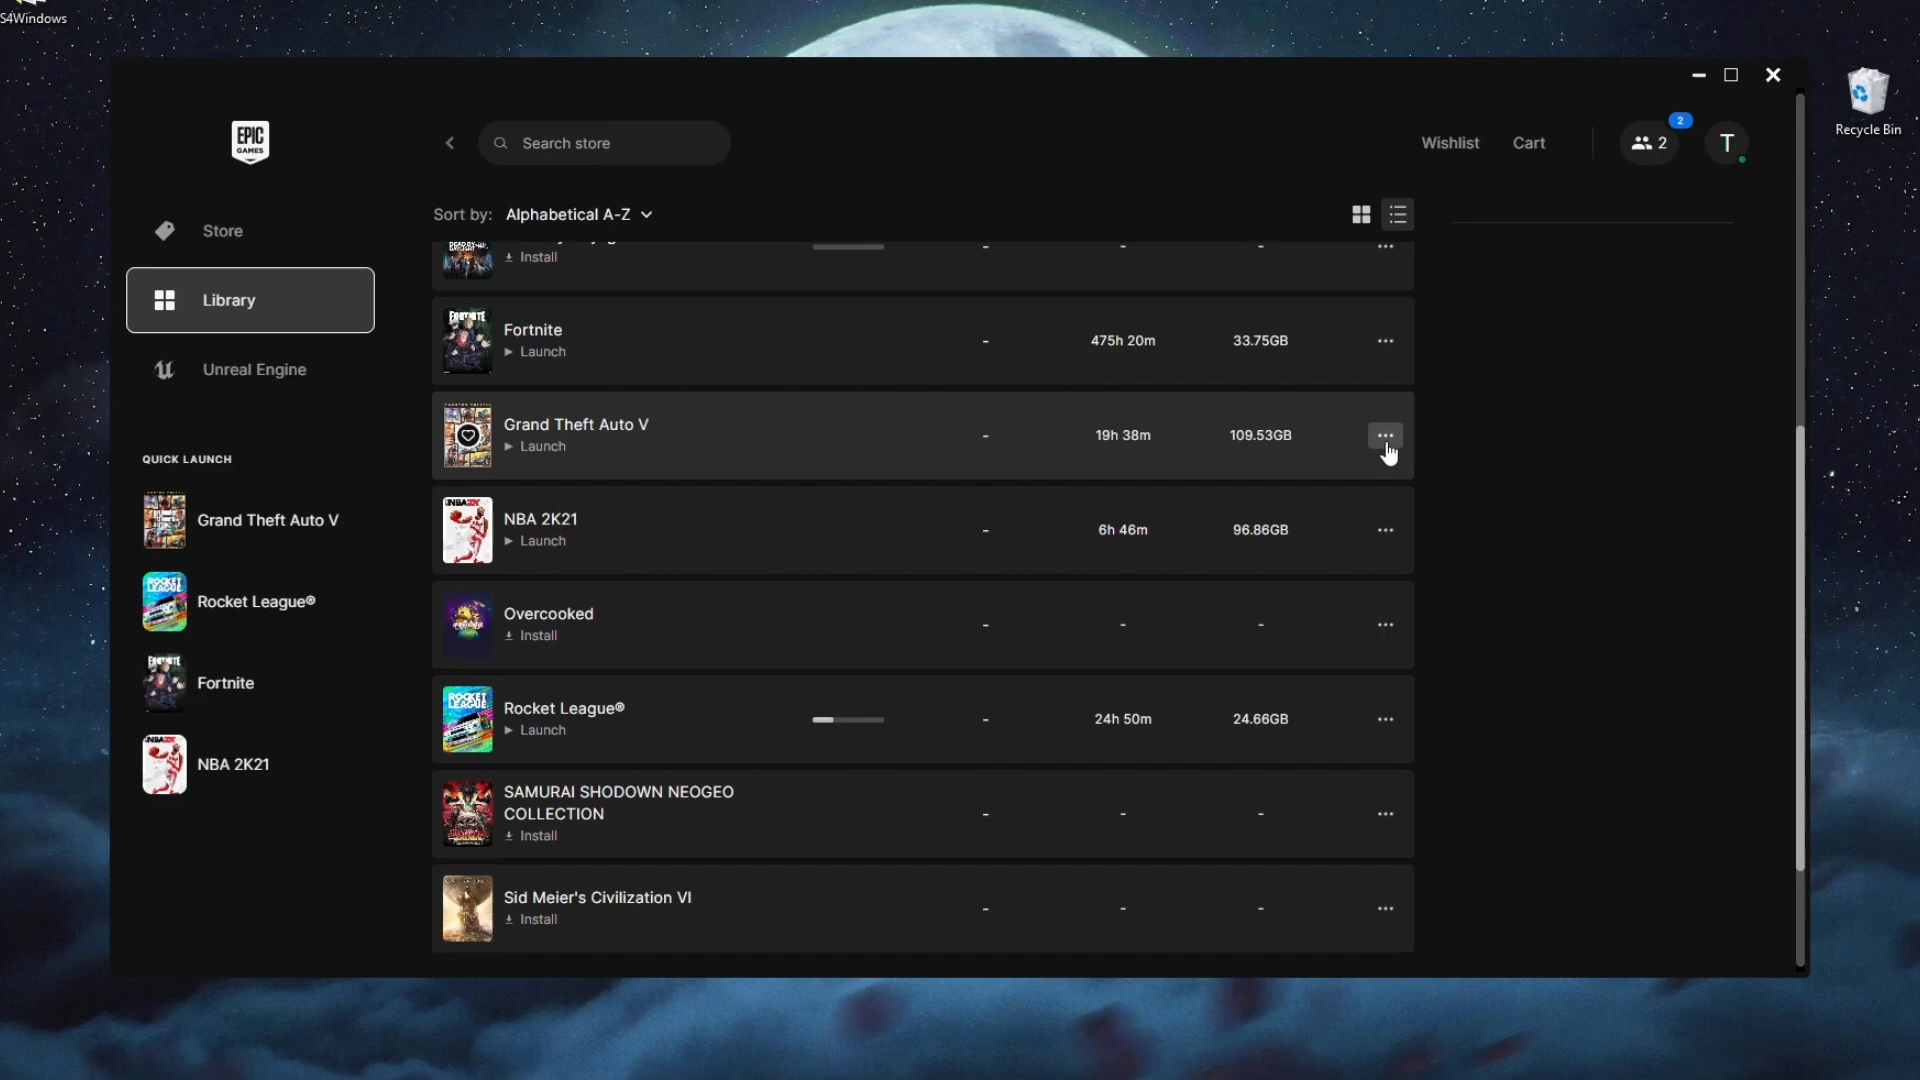 S4Windows
Recycle Bin
EPIC
GAMES
Search store
Wishlist
Cart
2
2
T
Store
Library
Unreal Engine
QUICK LAUNCH
Grand Theft Auto V
Rocket League®
Fortnite
NBA 2K21
Sort by: Alphabetical A-Z
Install
- - -
Fortnite
Launch
- 475h 20m 33.75GB
Grand Theft Auto V
Launch
- 19h 38m 109.53GB
NBA 2K21
Launch
- 6h 46m 96.86GB
Overcooked
Install
- - -
Rocket League®
Launch
- 24h 50m 24.66GB
SAMURAI SHODOWN NEOGEO
COLLECTION
Install
- - -
Sid Meier's Civilization VI
Install
- - -